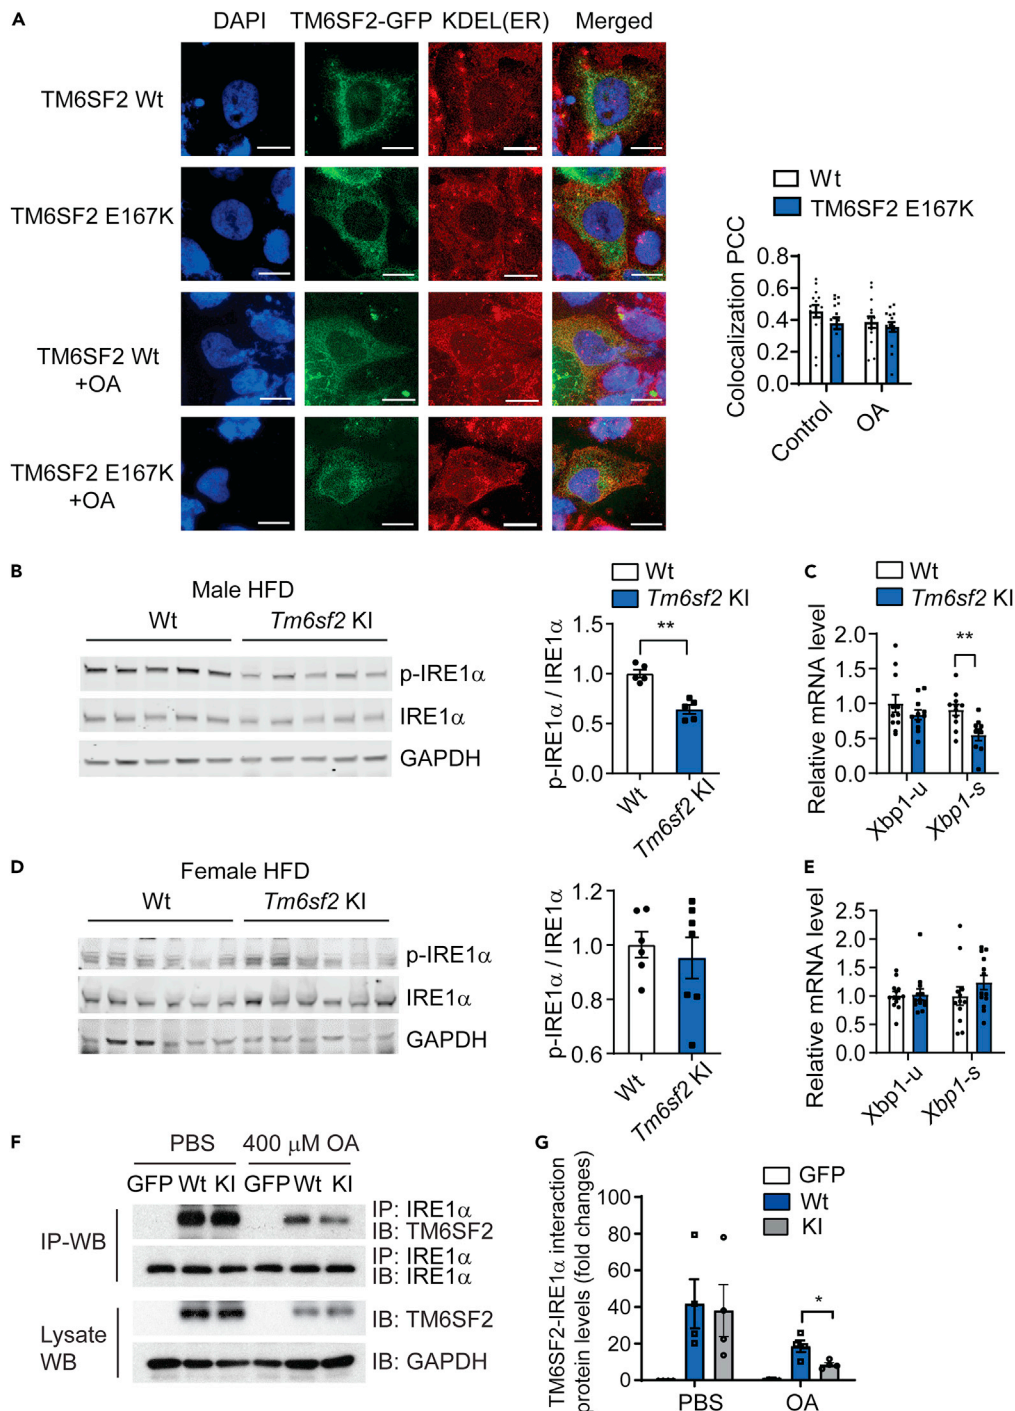 A
DAPI TM6SF2-GFP KDEL(ER) Merged
TM6SF2 Wt
TM6SF2 E167K
TM6SF2 Wt
+OA
TM6SF2 E167K
+OA
Wt
TM6SF2 E167K
Colocalization PCC
0.8
0.6
0.4
0.2
0.0
Control OA
B
Male HFD
Wt Tm6sf2 KI
p-IRE1α
IRE1α
GAPDH
Wt
Tm6sf2 KI
p-IRE1α / IRE1α
1.5
1.0
0.5
0.0
**
Wt Tm6sf2 KI
C
Wt
Tm6sf2 KI
Relative mRNA level
2.0
1.5
1.0
0.5
0.0
**
Xbp1-u Xbp1-s
D
Female HFD
Wt Tm6sf2 KI
p-IRE1α
IRE1α
GAPDH
p-IRE1α / IRE1α
1.2
1.0
0.8
0.6
Wt Tm6sf2 KI
E
Relative mRNA level
2.5
2.0
1.5
1.0
0.5
0.0
Xbp1-u Xbp1-s
F
PBS 400 μM OA
GFP Wt KI GFP Wt KI
IP-WB
IP: IRE1α
IB: TM6SF2
IP: IRE1α
IB: IRE1α
Lysate
WB
IB: TM6SF2
IB: GAPDH
G
GFP
Wt
KI
TM6SF2-IRE1α interaction
protein levels (fold changes)
100
80
60
40
20
0
*
PBS OA